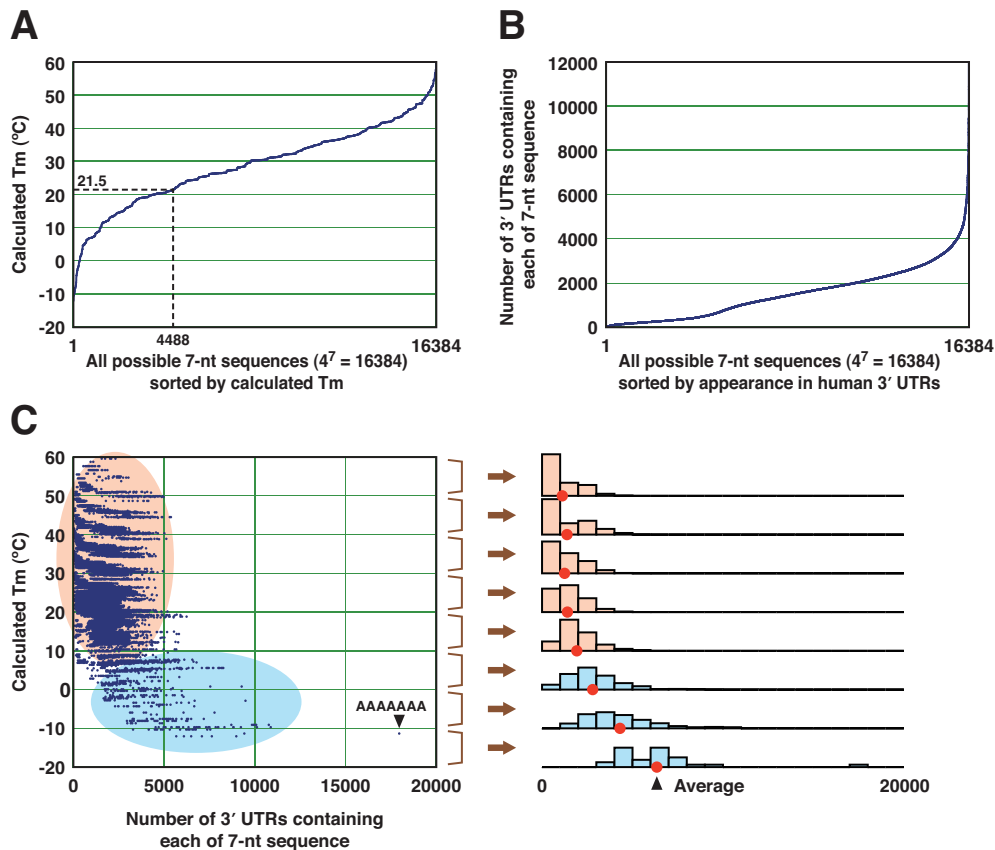 A
60
50
40
30
20
10
0
-10
-20
Calculated Tm (ºC)
21.5
4488
1
16384
All possible 7-nt sequences (4⁷ = 16384)
sorted by calculated Tm
B
12000
10000
8000
6000
4000
2000
0
Number of 3′ UTRs containing
each of 7-nt sequence
1
16384
All possible 7-nt sequences (4⁷ = 16384)
sorted by appearance in human 3′ UTRs
C
60
50
40
30
20
10
0
-10
-20
Calculated Tm (ºC)
AAAAAAA
0
5000
10000
15000
20000
Number of 3′ UTRs containing
each of 7-nt sequence
0
Average
20000